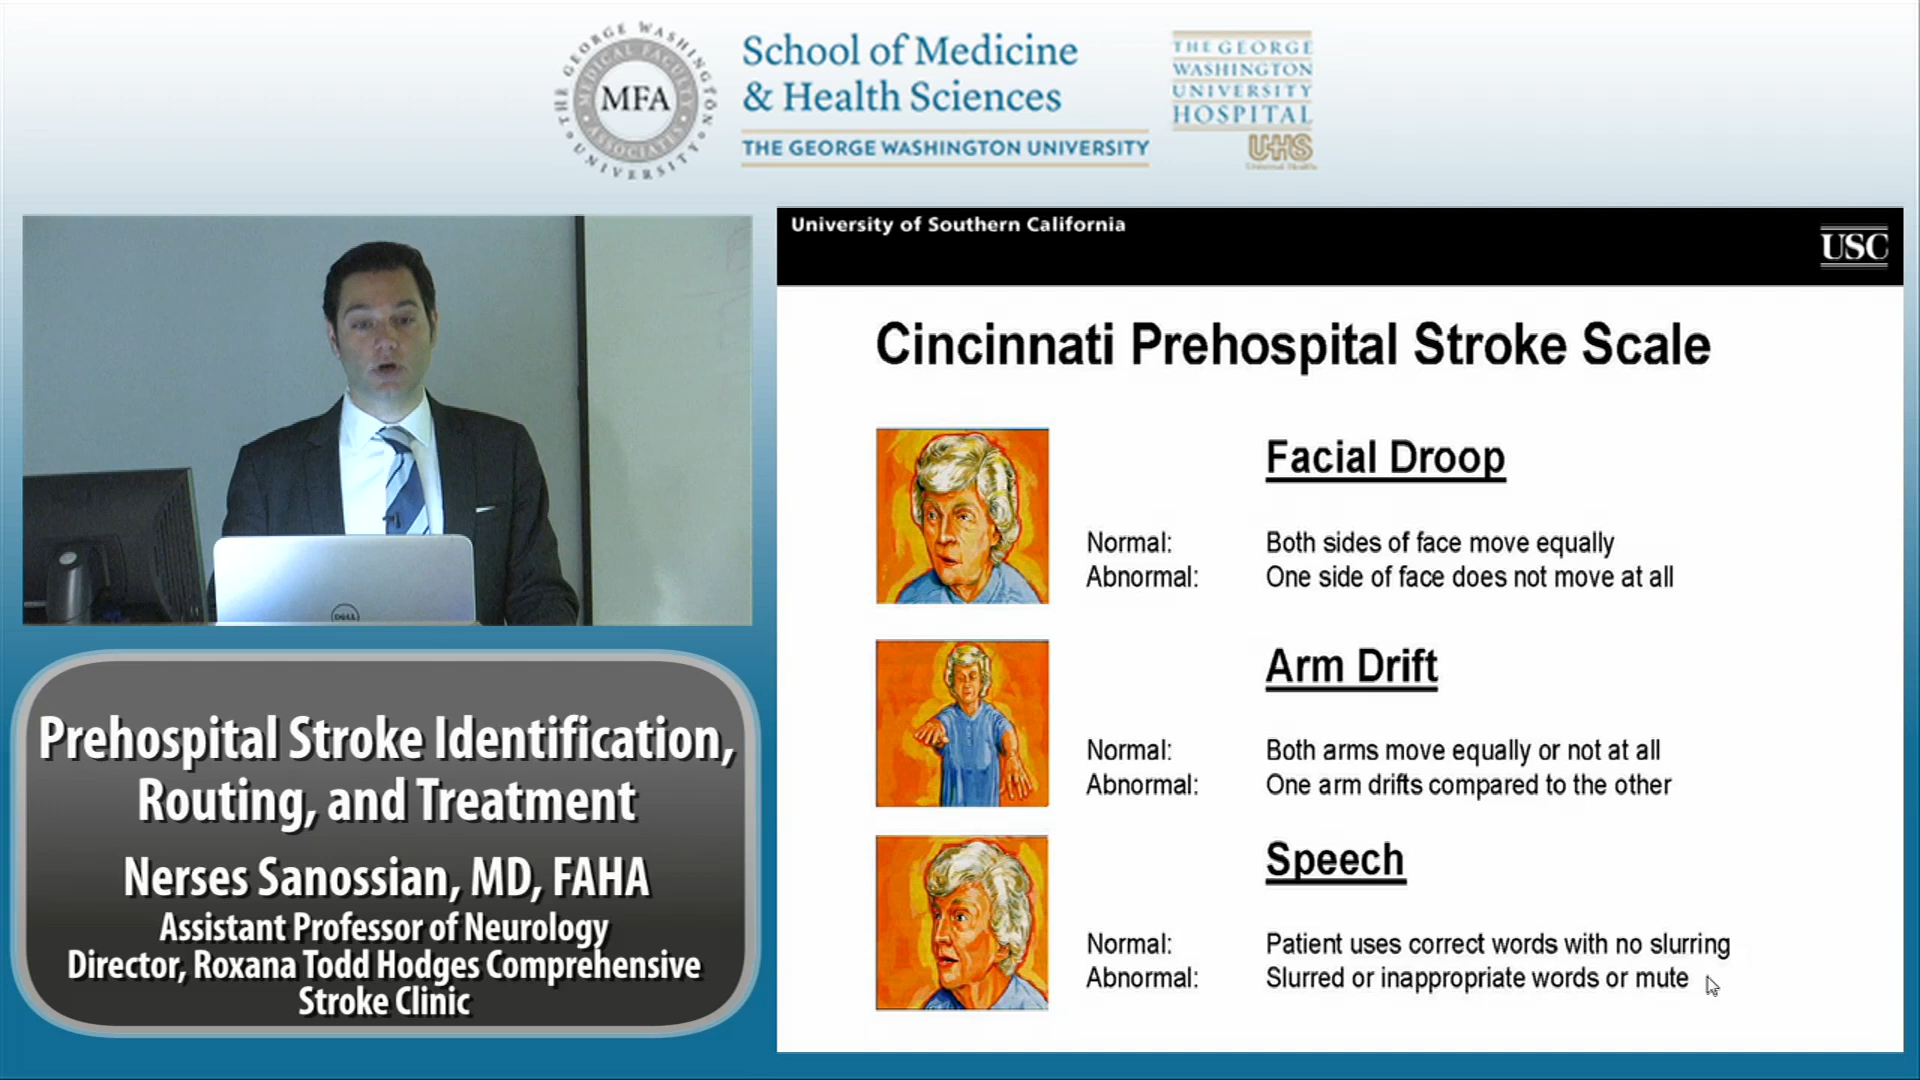 THE GEORGE WASHINGTON UNIVERSITY
MEDICAL FACULTY ASSOCIATES
MFA
School of Medicine
& Health Sciences
THE GEORGE WASHINGTON UNIVERSITY
THE GEORGE
WASHINGTON
UNIVERSITY
HOSPITAL
UHS
University of Southern California
USC
Cincinnati Prehospital Stroke Scale
Facial Droop
Normal: Both sides of face move equally
Abnormal: One side of face does not move at all
Arm Drift
Normal: Both arms move equally or not at all
Abnormal: One arm drifts compared to the other
Speech
Normal: Patient uses correct words with no slurring
Abnormal: Slurred or inappropriate words or mute
DELL
Prehospital Stroke Identification,
Routing, and Treatment
Nerses Sanossian, MD, FAHA
Assistant Professor of Neurology
Director, Roxana Todd Hodges Comprehensive
Stroke Clinic